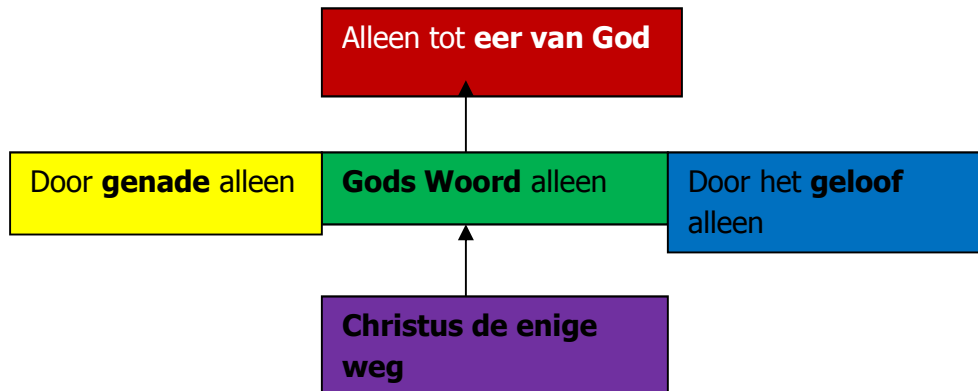 Alleen tot eer van God
Door genade alleen
Gods Woord alleen
Door het geloof
alleen
Christus de enige
weg